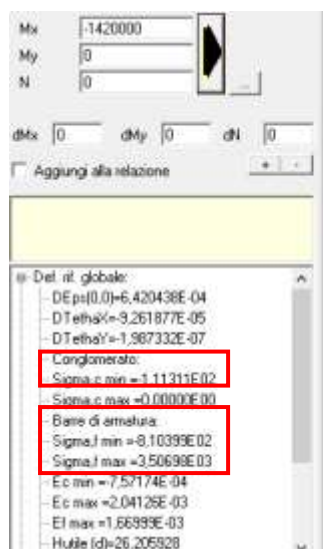 Mx -1420000
My 0
N 0
...
dMx 0 dMy 0 dN 0
Aggiungi alla relazione + -
Def. rif. globale:
DEps(0,0)=6,420438E-04
DTethaX=-9,261877E-05
DTethaY=-1,987332E-07
Conglomerato:
Sigma,c min =-1,11311E02
Sigma,c max =0,00000E00
Barre di armatura:
Sigma,f min =-8,10399E02
Sigma,f max =3,50698E03
Ec min =-7,57174E-04
Ec max =2,04126E-03
Ef max =1,66999E-03
Hutile (d)=26,205928